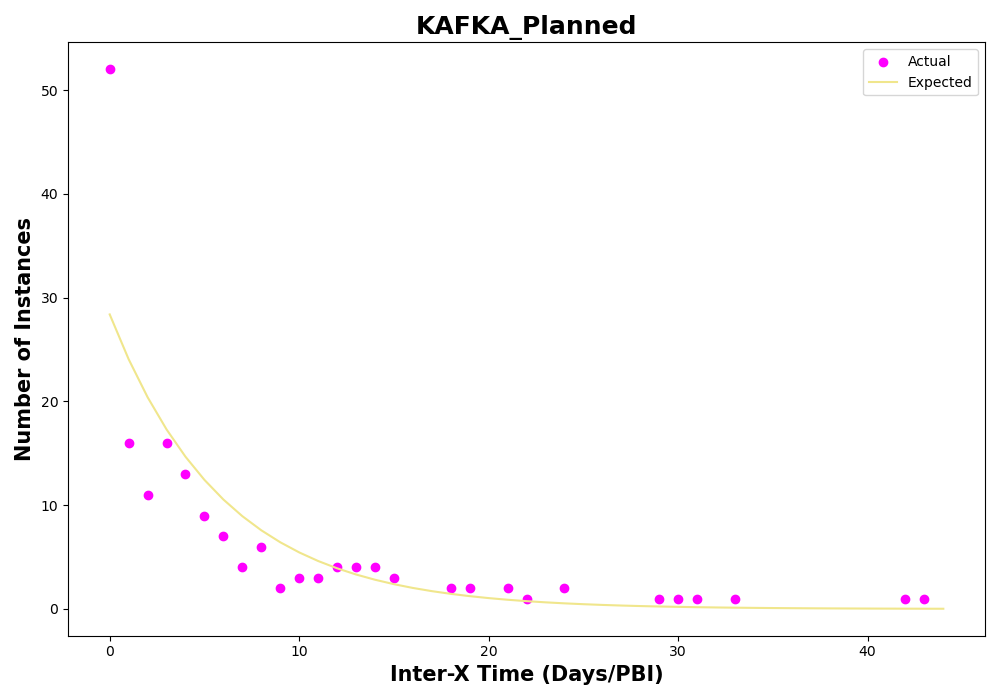 KAFKA_Planned
Actual
Expected
Number of Instances
50
40
30
20
10
0
0
10
20
30
40
Inter-X Time (Days/PBI)